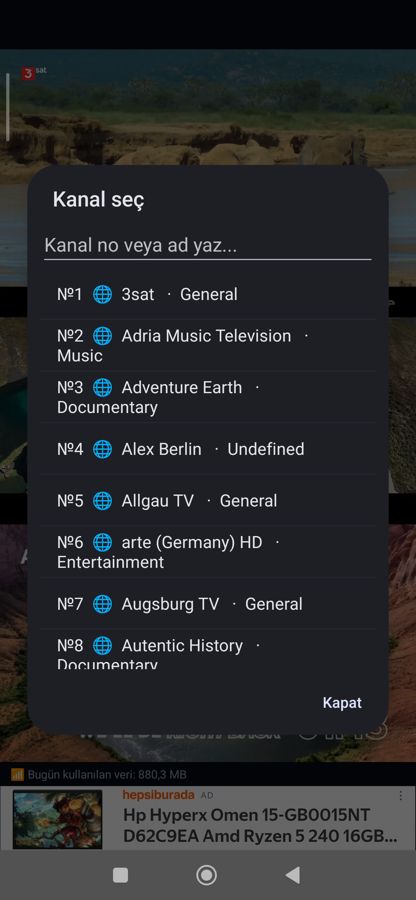 3sat
Kanal seç
Kanal no veya ad yaz...
№1 3sat · General
№2 Adria Music Television ·
Music
№3 Adventure Earth ·
Documentary
№4 Alex Berlin · Undefined
№5 Allgau TV · General
№6 arte (Germany) HD ·
Entertainment
№7 Augsburg TV · General
№8 Autentic History ·
Documentary
Kapat
Bugün kullanılan veri: 880,3 MB
hepsiburada AD
Hp Hyperx Omen 15-GB0015NT
D62C9EA Amd Ryzen 5 240 16GB...